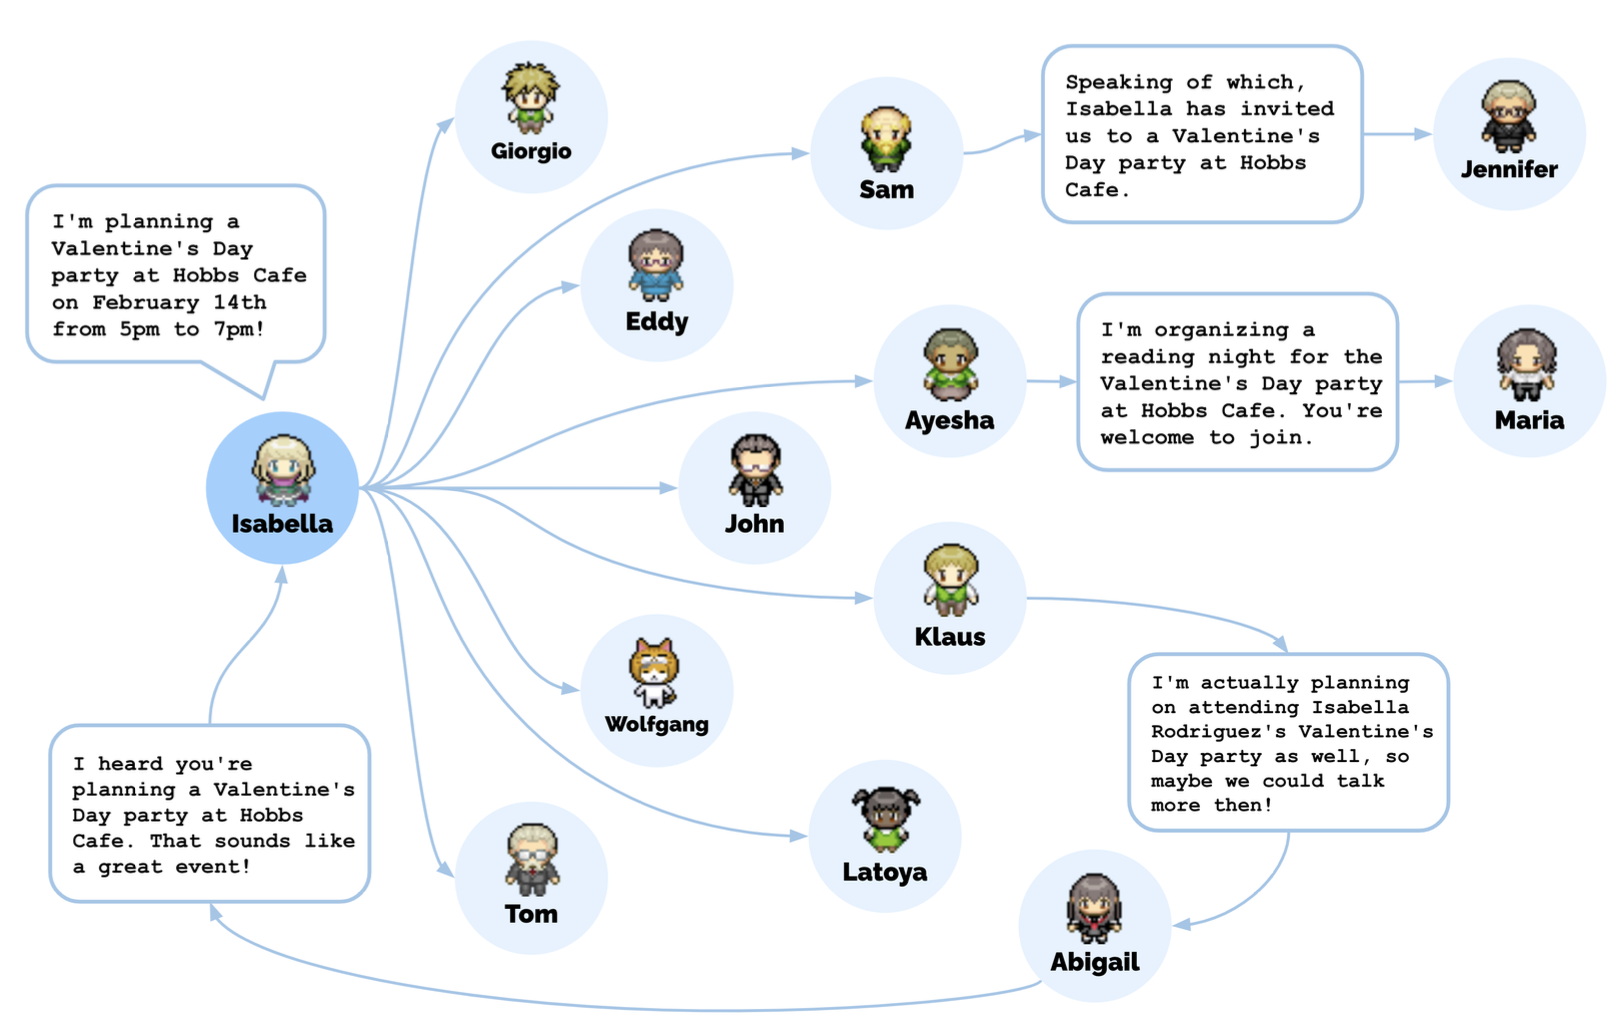 Giorgio
Sam
Speaking of which,
Isabella has invited
us to a Valentine's
Day party at Hobbs
Cafe.
Jennifer
I'm planning a
Valentine's Day
party at Hobbs Cafe
on February 14th
from 5pm to 7pm!
Eddy
Ayesha
I'm organizing a
reading night for the
Valentine's Day party
at Hobbs Cafe. You're
welcome to join.
Maria
Isabella
John
Klaus
Wolfgang
I'm actually planning
on attending Isabella
Rodriguez's Valentine's
Day party as well, so
maybe we could talk
more then!
I heard you're
planning a Valentine's
Day party at Hobbs
Cafe. That sounds like
a great event!
Tom
Latoya
Abigail